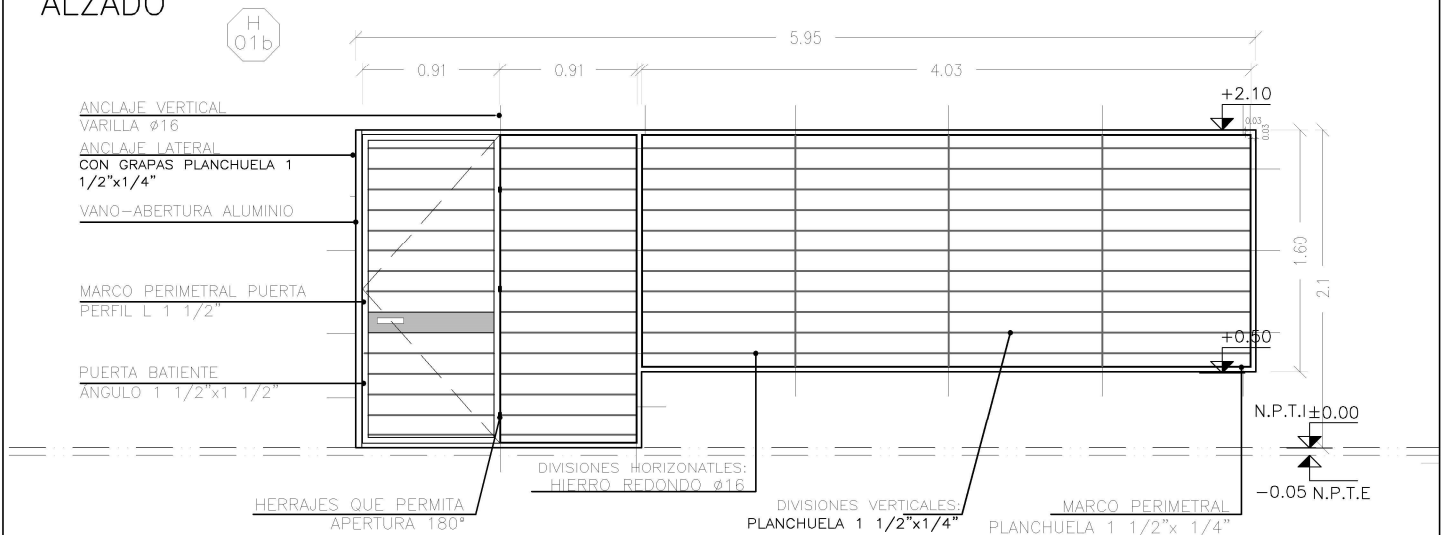 ALZADO
H
01b
5.95
0.91
0.91
4.03
+2.10
0.03
0.03
ANCLAJE VERTICAL
VARILLA ø16
ANCLAJE LATERAL
CON GRAPAS PLANCHUELA 1
1/2"x1/4"
VANO-ABERTURA ALUMINIO
MARCO PERIMETRAL PUERTA
PERFIL L 1 1/2"
PUERTA BATIENTE
ÁNGULO 1 1/2"x1 1/2"
1.60
2.1
+0.50
N.P.T.I±0.00
-0.05 N.P.T.E
HERRAJES QUE PERMITA
APERTURA 180°
DIVISIONES HORIZONATLES:
HIERRO REDONDO ø16
DIVISIONES VERTICALES:
PLANCHUELA 1 1/2"x1/4"
MARCO PERIMETRAL
PLANCHUELA 1 1/2"x 1/4"